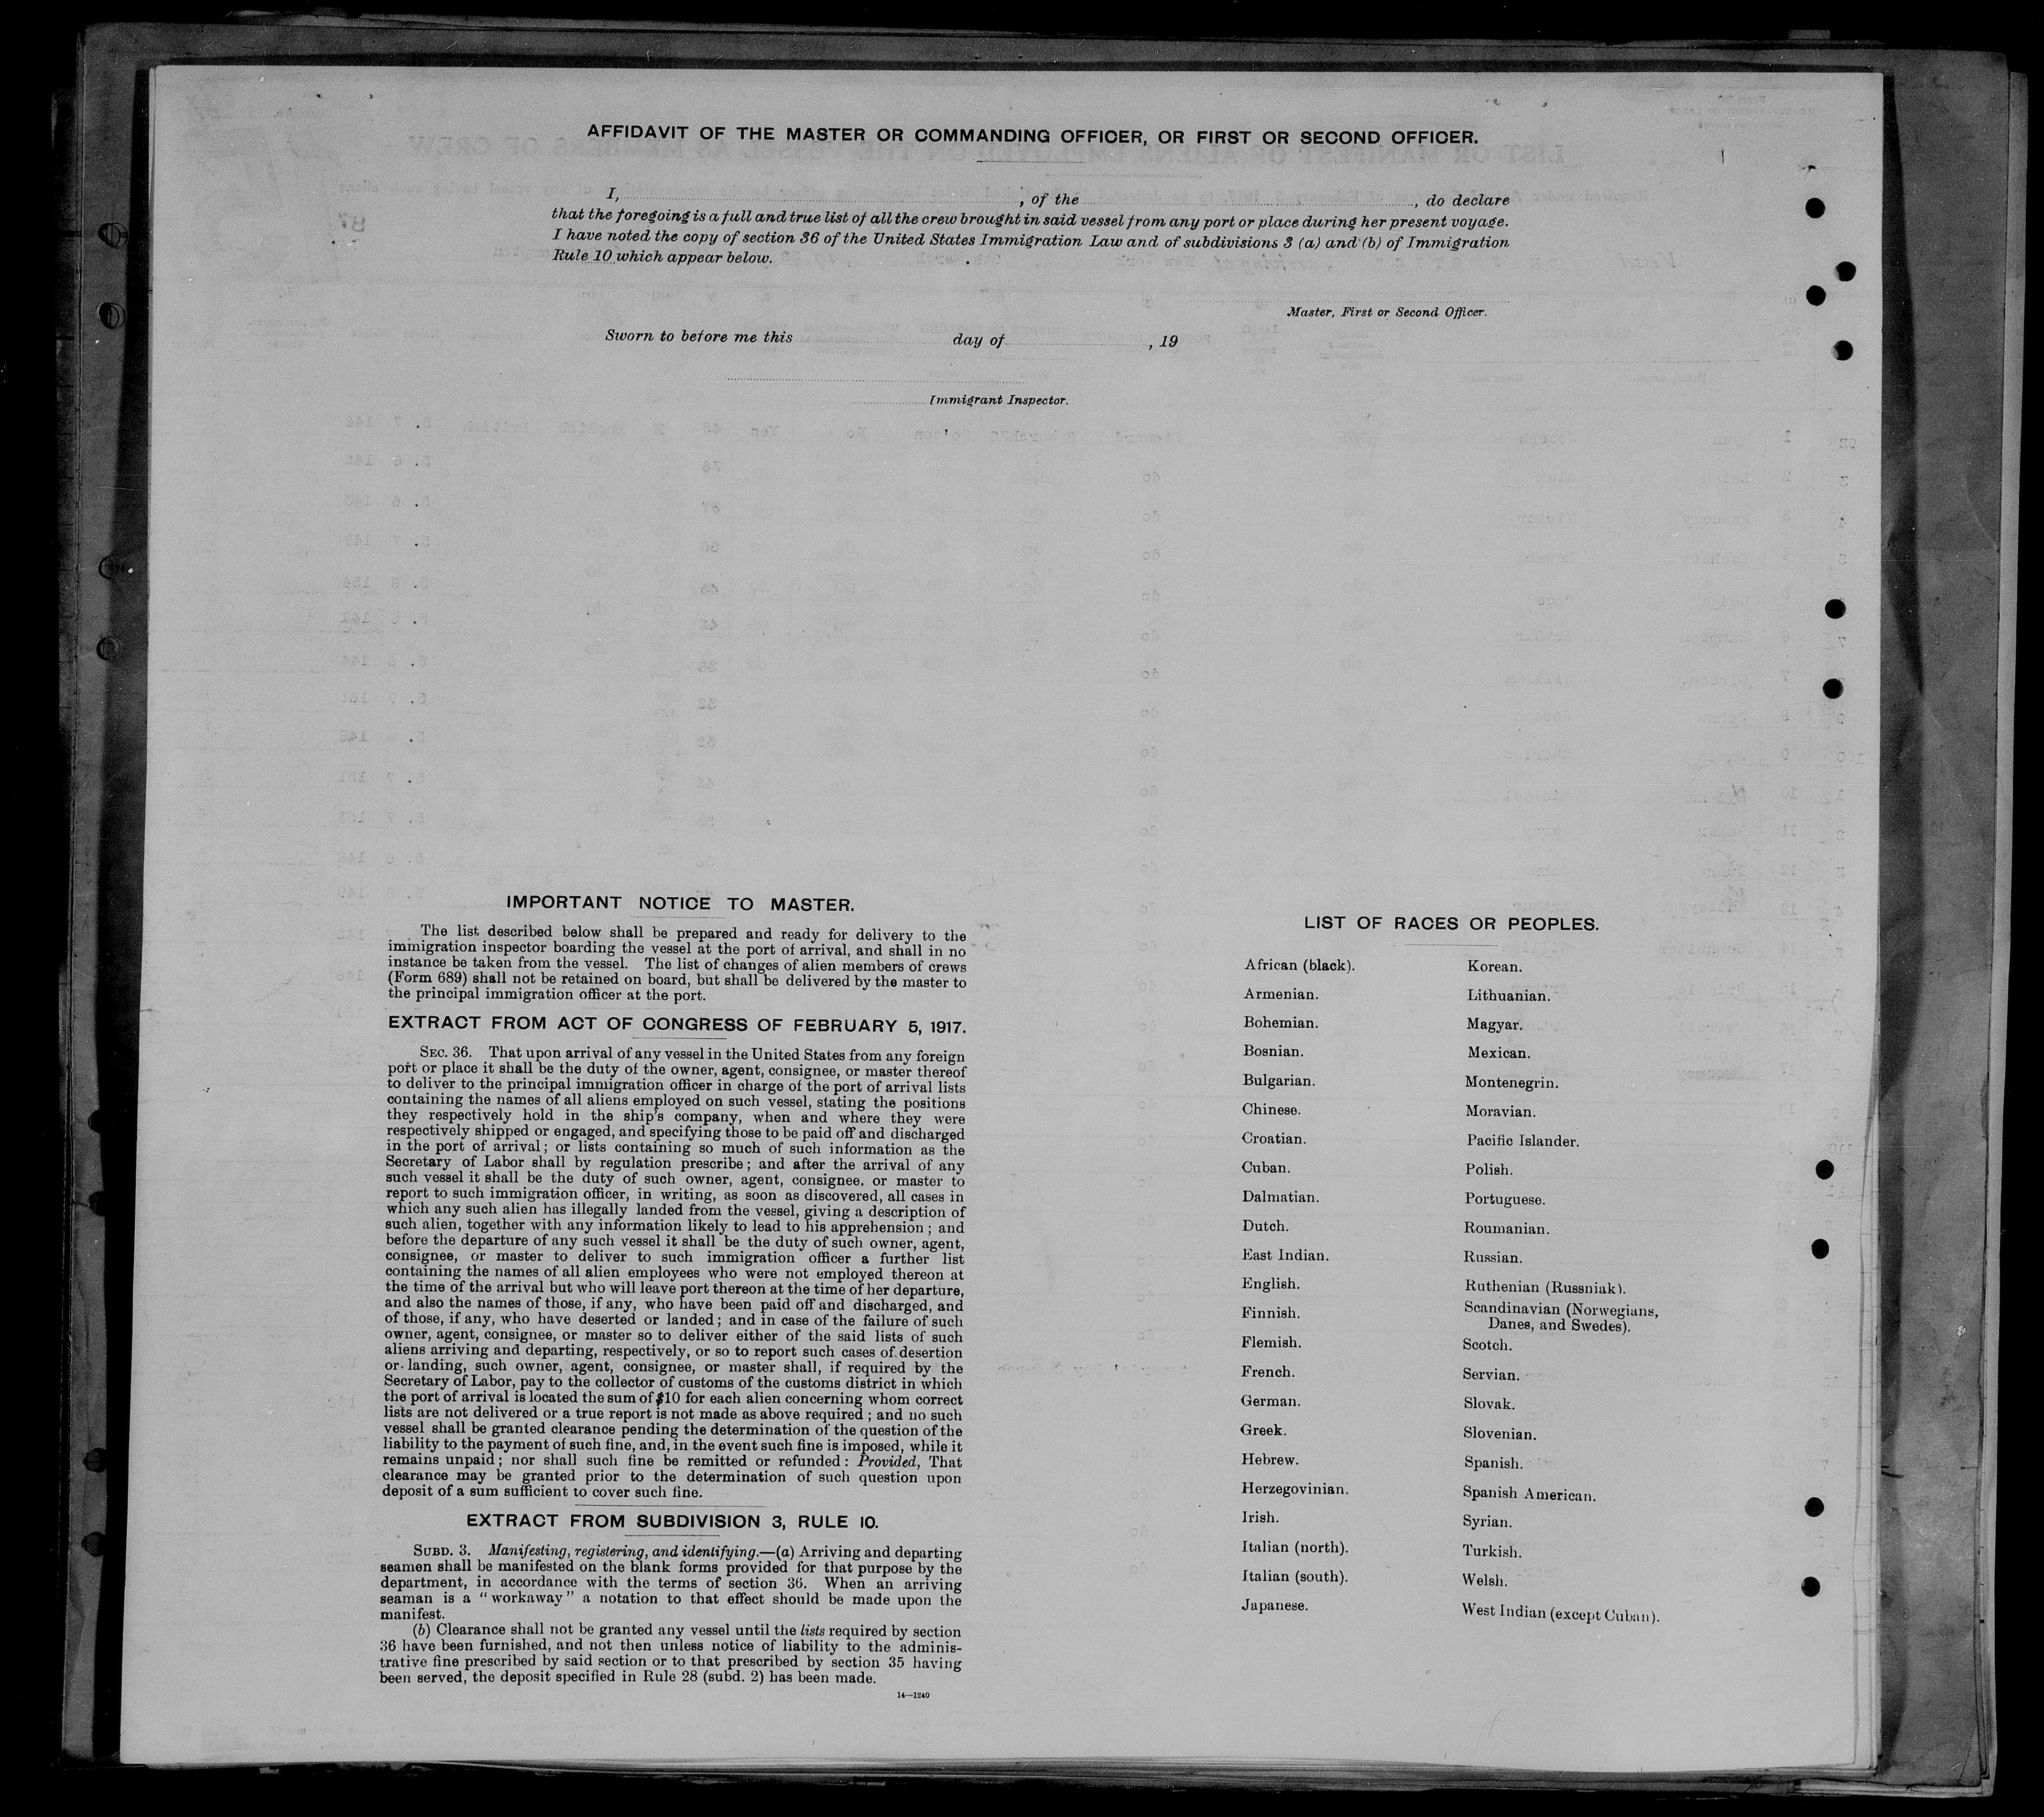 AFFIDAVIT OF THE MASTER OR COMMANDING OFFICER, OR FIRST OR SECOND OFFICER.
I, , of the , do declare
that the foregoing is a full and true list of all the crew brought in said vessel from any port or place during her present voyage.
I have noted the copy of section 36 of the United States Immigration Law and of subdivisions 3 (a) and (b) of Immigration
Rule 10 which appear below.
Master, First or Second Officer.
Sworn to before me this day of , 19
Immigrant Inspector.
IMPORTANT NOTICE TO MASTER.
The list described below shall be prepared and ready for delivery to the
immigration inspector boarding the vessel at the port of arrival, and shall in no
instance be taken from the vessel. The list of changes of alien members of crews
(Form 689) shall not be retained on board, but shall be delivered by the master to
the principal immigration officer at the port.
EXTRACT FROM ACT OF CONGRESS OF FEBRUARY 5, 1917.
SEC. 36. That upon arrival of any vessel in the United States from any foreign
port or place it shall be the duty of the owner, agent, consignee, or master thereof
to deliver to the principal immigration officer in charge of the port of arrival lists
containing the names of all aliens employed on such vessel, stating the positions
they respectively hold in the ship's company, when and where they were
respectively shipped or engaged, and specifying those to be paid off and discharged
in the port of arrival; or lists containing so much of such information as the
Secretary of Labor shall by regulation prescribe; and after the arrival of any
such vessel it shall be the duty of such owner, agent, consignee, or master to
report to such immigration officer, in writing, as soon as discovered, all cases in
which any such alien has illegally landed from the vessel, giving a description of
such alien, together with any information likely to lead to his apprehension; and
before the departure of any such vessel it shall be the duty of such owner, agent,
consignee, or master to deliver to such immigration officer a further list
containing the names of all alien employees who were not employed thereon at
the time of the arrival but who will leave port thereon at the time of her departure,
and also the names of those, if any, who have been paid off and discharged, and
of those, if any, who have deserted or landed; and in case of the failure of such
owner, agent, consignee, or master so to deliver either of the said lists of such
aliens arriving and departing, respectively, or so to report such cases of desertion
or landing, such owner, agent, consignee, or master shall, if required by the
Secretary of Labor, pay to the collector of customs of the customs district in which
the port of arrival is located the sum of $10 for each alien concerning whom correct
lists are not delivered or a true report is not made as above required; and no such
vessel shall be granted clearance pending the determination of the question of the
liability to the payment of such fine, and, in the event such fine is imposed, while it
remains unpaid; nor shall such fine be remitted or refunded: Provided, That
clearance may be granted prior to the determination of such question upon
deposit of a sum sufficient to cover such fine.
EXTRACT FROM SUBDIVISION 3, RULE 10.
SUBD. 3. Manifesting, registering, and identifying.—(a) Arriving and departing
seamen shall be manifested on the blank forms provided for that purpose by the
department, in accordance with the terms of section 36. When an arriving
seaman is a "workaway" a notation to that effect should be made upon the
manifest.
(b) Clearance shall not be granted any vessel until the lists required by section
36 have been furnished, and not then unless notice of liability to the adminis-
trative fine prescribed by said section or to that prescribed by section 35 having
been served, the deposit specified in Rule 28 (subd. 2) has been made.
14—1240
LIST OF RACES OR PEOPLES.
African (black).
Armenian.
Bohemian.
Bosnian.
Bulgarian.
Chinese.
Croatian.
Cuban.
Dalmatian.
Dutch.
East Indian.
English.
Finnish.
Flemish.
French.
German.
Greek.
Hebrew.
Herzegovinian.
Irish.
Italian (north).
Italian (south).
Japanese.
Korean.
Lithuanian.
Magyar.
Mexican.
Montenegrin.
Moravian.
Pacific Islander.
Polish.
Portuguese.
Roumanian.
Russian.
Ruthenian (Russniak).
Scandinavian (Norwegians,
Danes, and Swedes).
Scotch.
Servian.
Slovak.
Slovenian.
Spanish.
Spanish American.
Syrian.
Turkish.
Welsh.
West Indian (except Cuban).